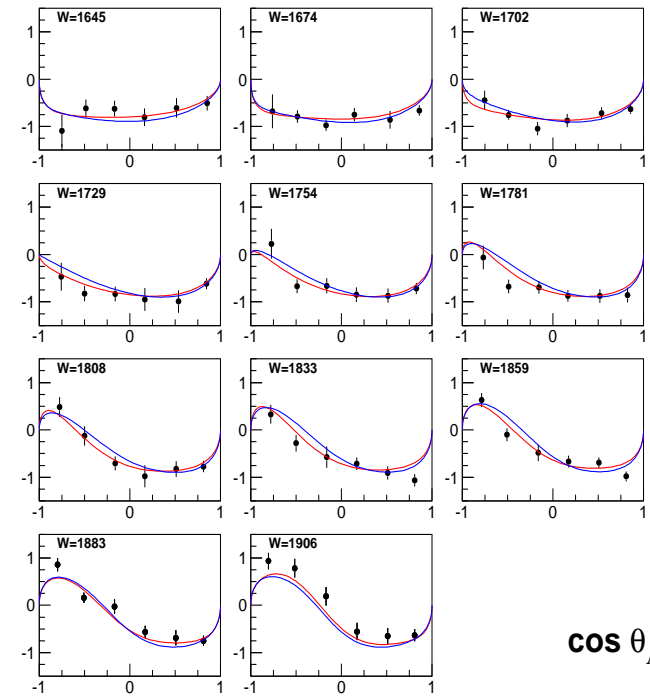 W=1645 W=1674 W=1702
1 1 1
0 0 0
-1 -1 -1
-1 0 1 -1 0 1 -1 0 1
W=1729 W=1754 W=1781
1 1 1
0 0 0
-1 -1 -1
-1 0 1 -1 0 1 -1 0 1
W=1808 W=1833 W=1859
1 1 1
0 0 0
-1 -1 -1
-1 0 1 -1 0 1 -1 0 1
W=1883 W=1906
1 1
0 0
-1 -1
-1 0 1 -1 0 1
cos θ